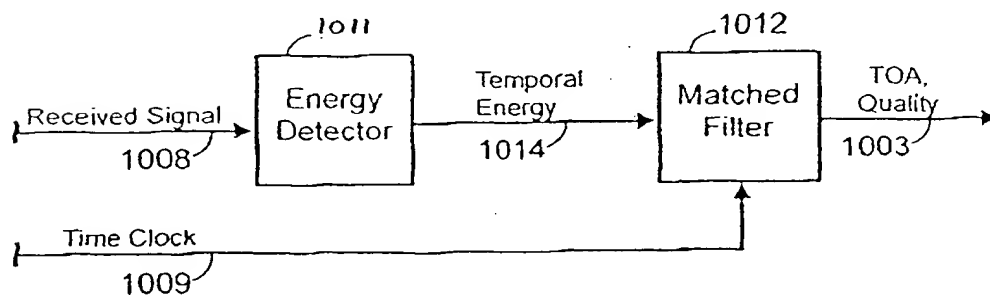 1011
1012
Received Signal
1008
Energy
Detector
Temporal
Energy
1014
Matched
Filter
TOA,
Quality
1003
Time Clock
1009